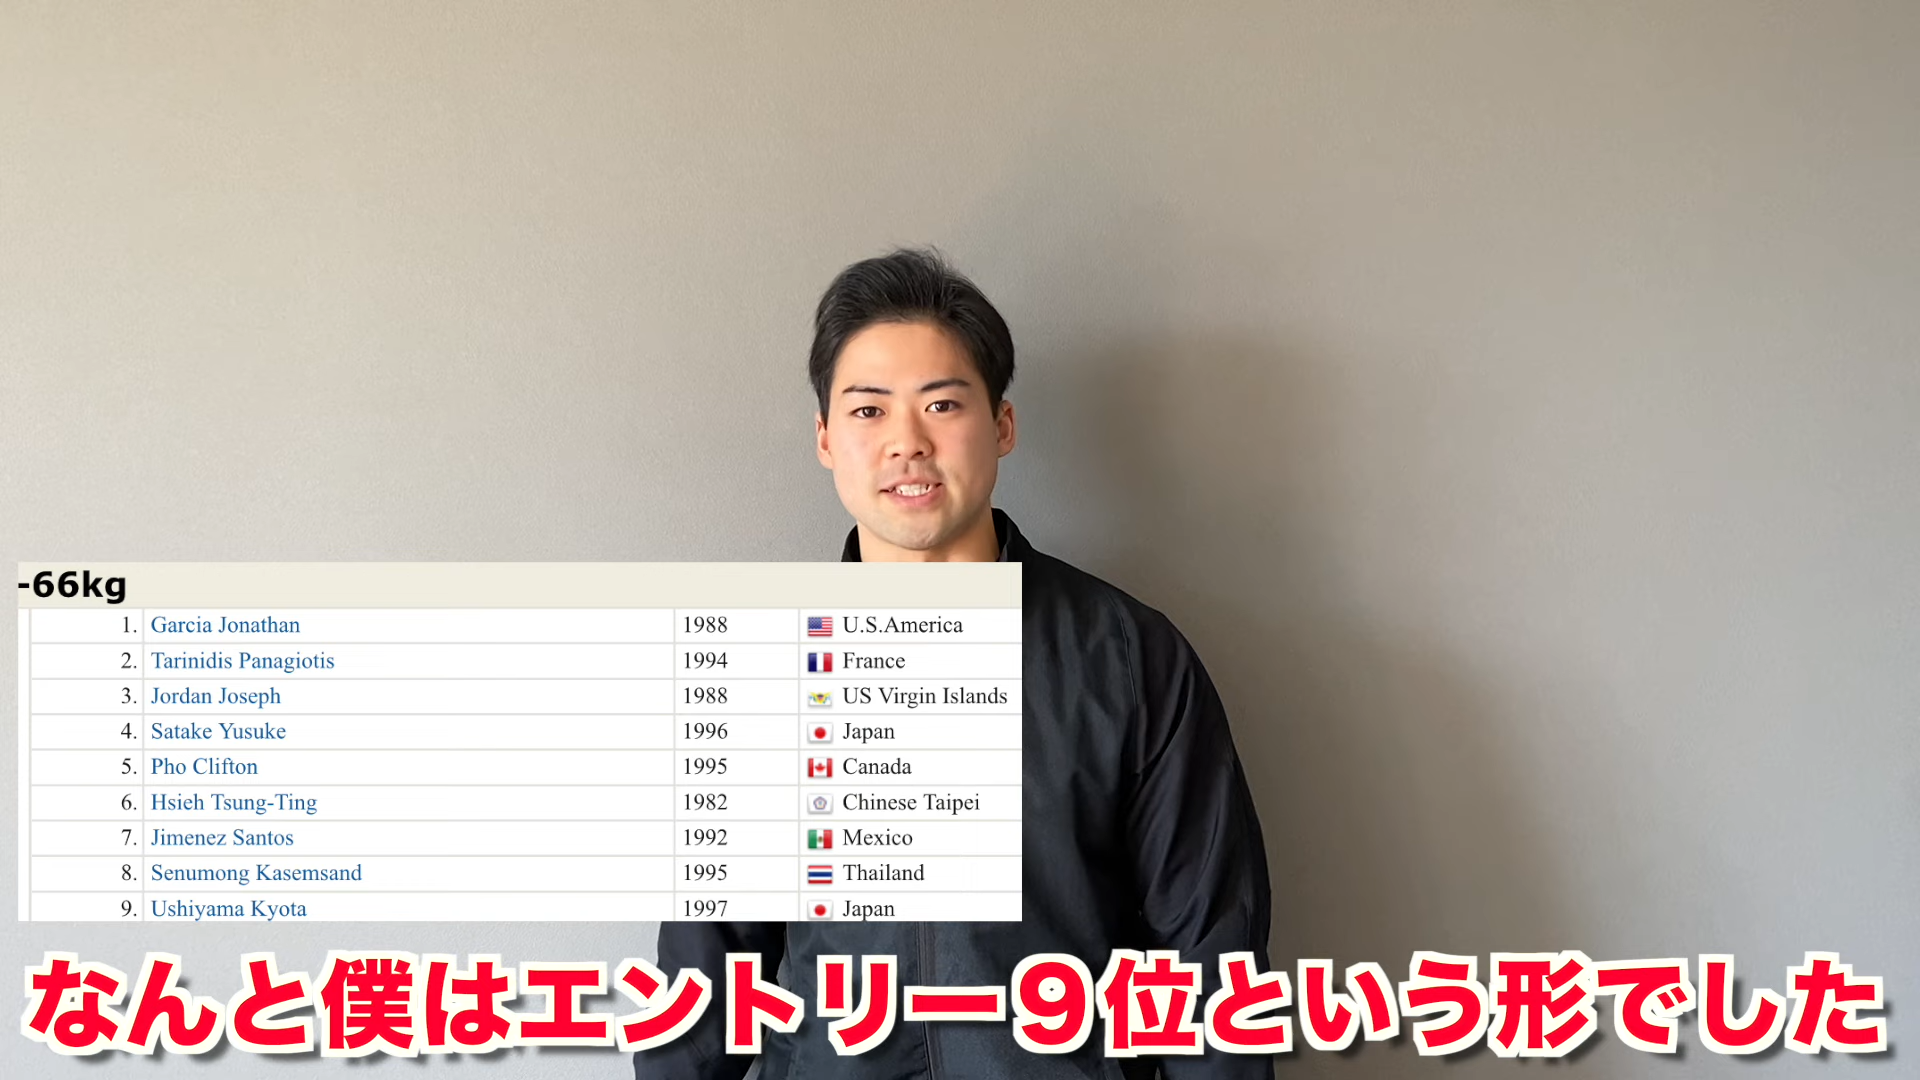 -66kg
1. Garcia Jonathan 1988 U.S.America
2. Tarinidis Panagiotis 1994 France
3. Jordan Joseph 1988 US Virgin Islands
4. Satake Yusuke 1996 Japan
5. Pho Clifton 1995 Canada
6. Hsieh Tsung-Ting 1982 Chinese Taipei
7. Jimenez Santos 1992 Mexico
8. Senumong Kasemsand 1995 Thailand
9. Ushiyama Kyota 1997 Japan
なんと僕はエントリー９位という形でした